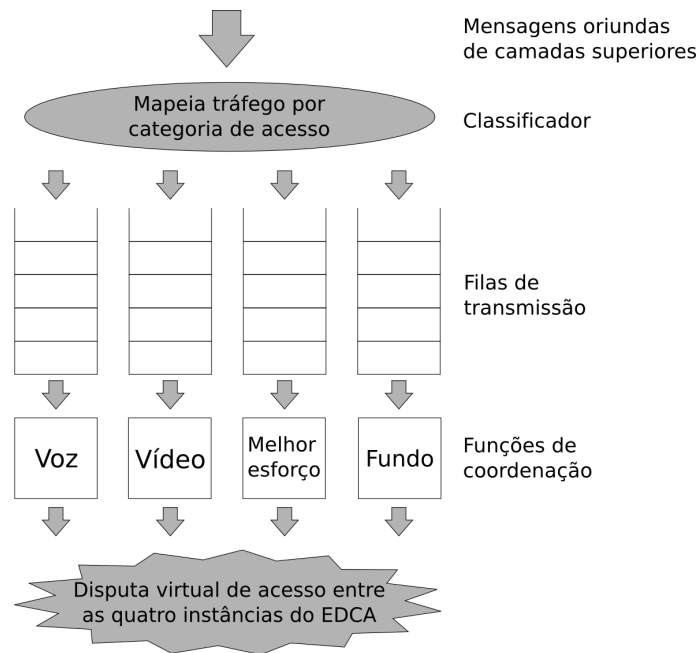 Mensagens oriundas
de camadas superiores
Mapeia tráfego por
categoria de acesso
Classificador
Filas de
transmissão
Voz
Vídeo
Melhor
esforço
Fundo
Funções de
coordenação
Disputa virtual de acesso entre
as quatro instâncias do EDCA